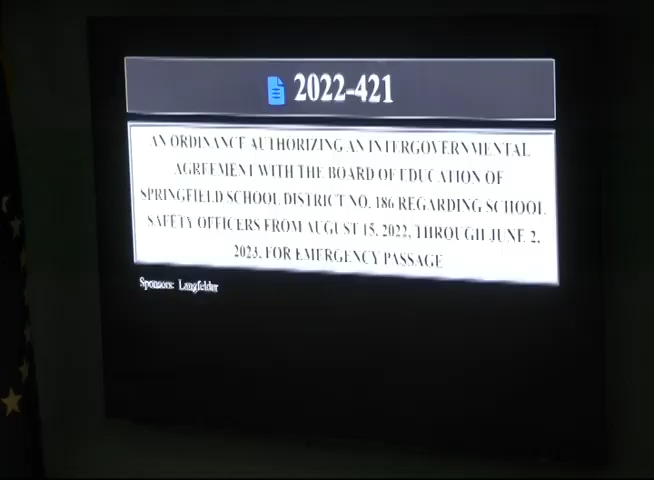 2022-421
AN ORDINANCE AUTHORIZING AN INTERGOVERNMENTAL
AGREEMENT WITH THE BOARD OF EDUCATION OF
SPRINGFIELD SCHOOL DISTRICT NO. 186 REGARDING SCHOOL
SAFETY OFFICERS FROM AUGUST 15, 2022, THROUGH JUNE 2,
2023, FOR EMERGENCY PASSAGE
Sponsors: Langfelder